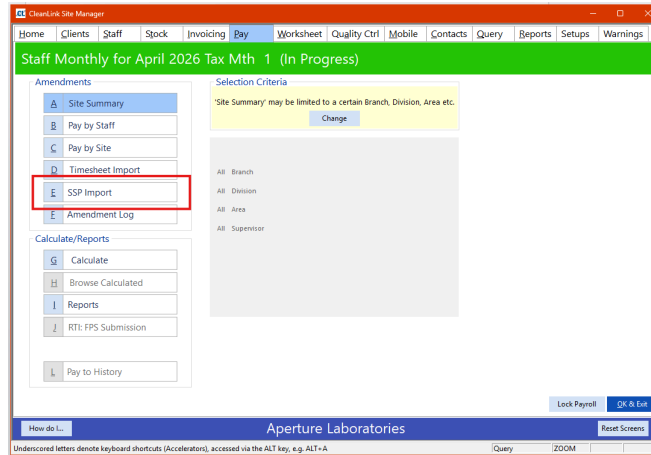 CleanLink Site Manager
Home Clients Staff Stock Invoicing Pay Worksheet Quality Ctrl Mobile Contacts Query Reports Setups Warnings
Staff Monthly for April 2026 Tax Mth 1 (In Progress)
Amendments
A Site Summary
B Pay by Staff
C Pay by Site
D Timesheet Import
E SSP Import
F Amendment Log
Calculate/Reports
G Calculate
H Browse Calculated
I Reports
J RTI: FPS Submission
L Pay to History
Selection Criteria
'Site Summary' may be limited to a certain Branch, Division, Area etc.
Change
All Branch
All Division
All Area
All Supervisor
Lock Payroll OK & Exit
How do I... Aperture Laboratories Reset Screens
Underscored letters denote keyboard shortcuts (Accelerators), accessed via the ALT key, e.g. ALT+A Query ZOOM